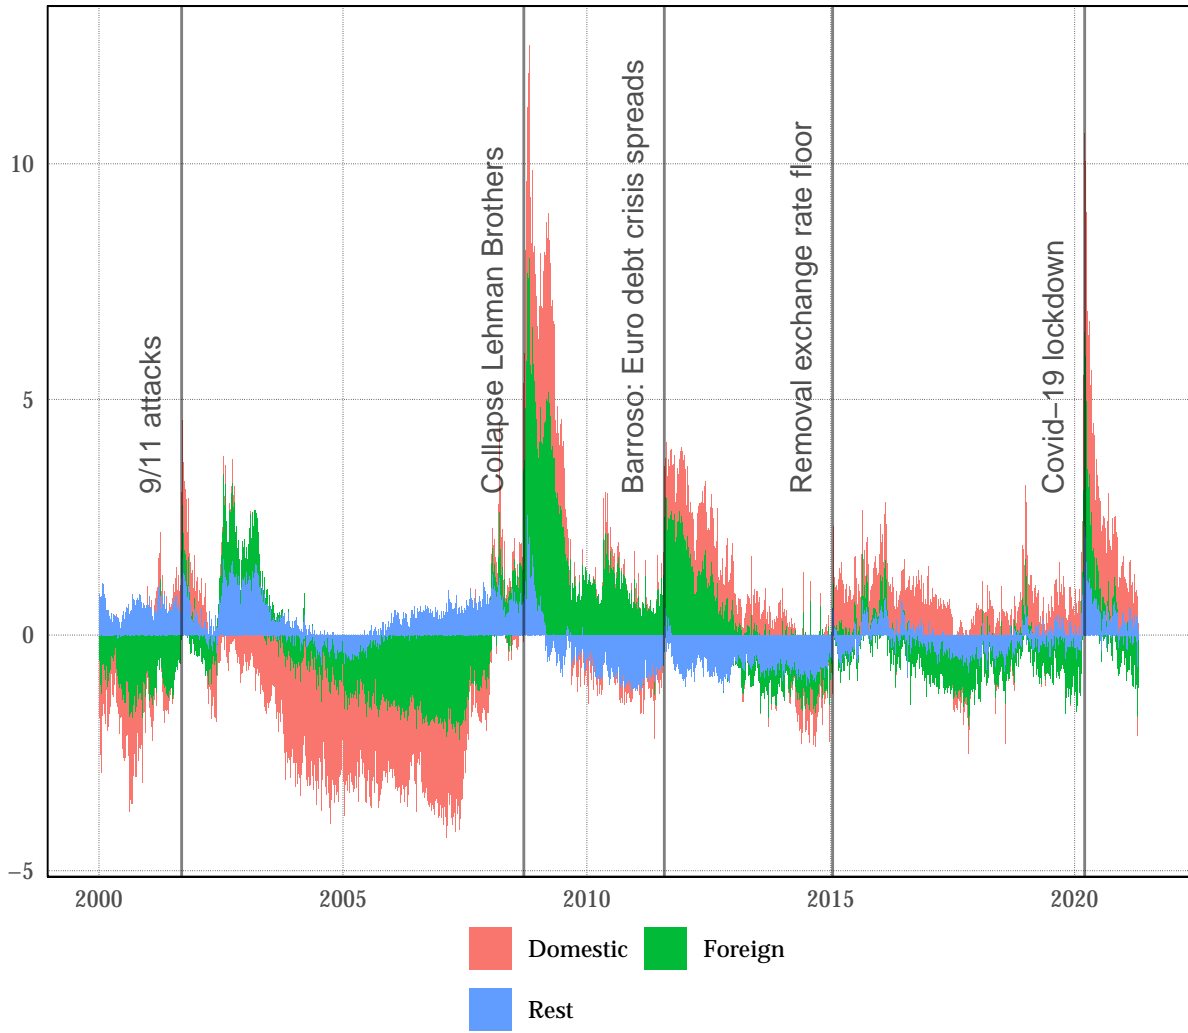 10
5
0
−5
9/11 attacks
Collapse Lehman Brothers
Barroso: Euro debt crisis spreads
Removal exchange rate floor
Covid−19 lockdown
2000
2005
2010
2015
2020
Domestic
Foreign
Rest